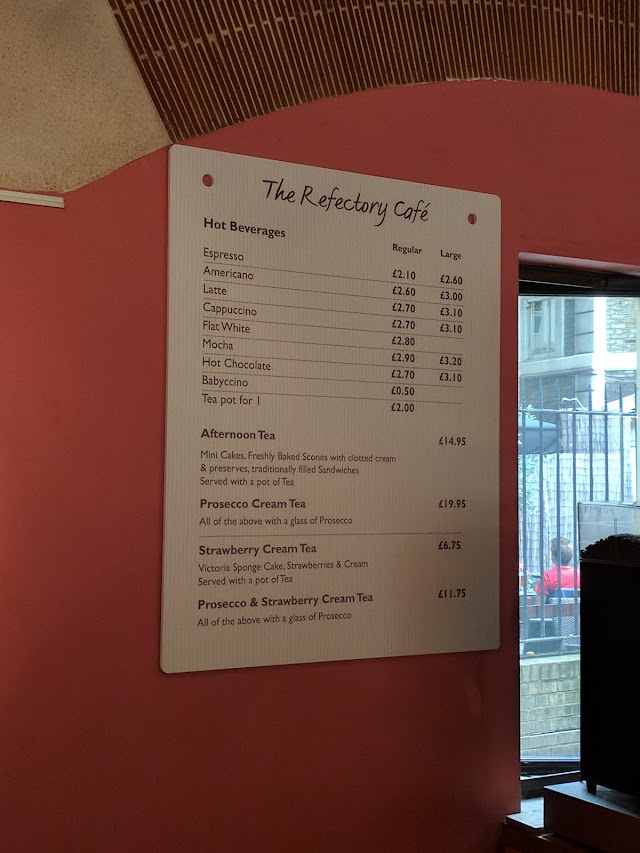 The Refectory Café
Hot Beverages
Regular Large
Espresso £2.10 £2.60
Americano £2.60 £3.00
Latte £2.70 £3.10
Cappuccino £2.70 £3.10
Flat White £2.80
Mocha £2.90 £3.20
Hot Chocolate £2.70 £3.10
Babyccino £0.50
Tea pot for 1 £2.00
Afternoon Tea £14.95
Mini Cakes, Freshly Baked Scones with clotted cream
& preserves, traditionally filled Sandwiches
Served with a pot of Tea
Prosecco Cream Tea £19.95
All of the above with a glass of Prosecco
Strawberry Cream Tea £6.75
Victoria Sponge Cake, Strawberries & Cream
Served with a pot of Tea
Prosecco & Strawberry Cream Tea £11.75
All of the above with a glass of Prosecco